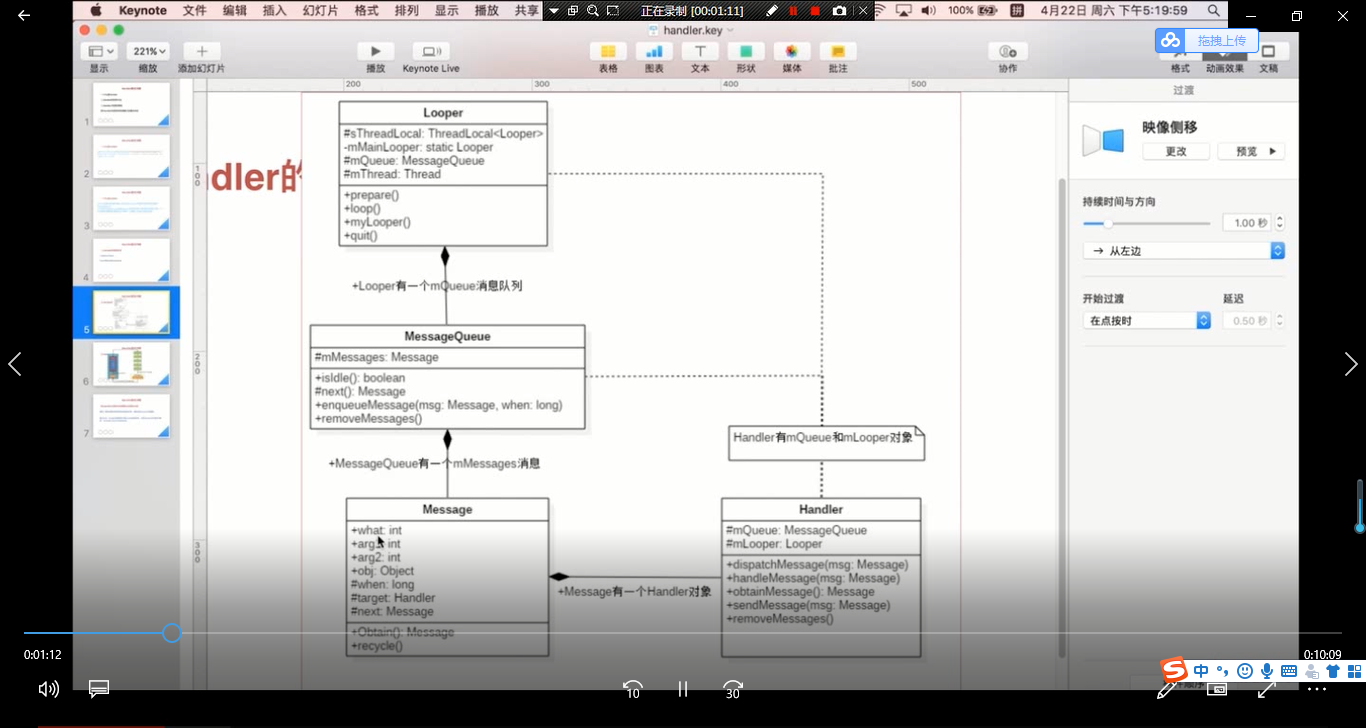 Keynote 文件 编辑 插入 幻灯片 格式 排列 显示 播放 共享 正在录制 [00:01:11] 100% 拼 4月22日 周六 下午5:19:59
handler.key
拖拽上传
221%
显示 缩放 添加幻灯片 播放 Keynote Live 表格 图表 文本 形状 媒体 批注 协作 格式 动画效果 文稿
200 300 400 500
过渡
映像侧移
更改 预览
持续时间与方向
1.00 秒
→ 从左边
开始过渡 延迟
在点按时 0.50 秒
1
2
3
4
5
6
7
100
200
300
ndler的
Looper
#sThreadLocal: ThreadLocal<Looper>
-mMainLooper: static Looper
#mQueue: MessageQueue
#mThread: Thread
+prepare()
+loop()
+myLooper()
+quit()
+Looper有一个mQueue消息队列
MessageQueue
#mMessages: Message
+isIdle(): boolean
#next(): Message
+enqueueMessage(msg: Message, when: long)
+removeMessages()
+MessageQueue有一个mMessages消息
Handler有mQueue和mLooper对象
Message
+what: int
+arg1: int
+arg2: int
+obj: Object
#when: long
#target: Handler
#next: Message
+Obtain(): Message
+recycle()
+Message有一个Handler对象
Handler
#mQueue: MessageQueue
#mLooper: Looper
+dispatchMessage(msg: Message)
+handleMessage(msg: Message)
+obtainMessage(): Message
+sendMessage(msg: Message)
+removeMessages()
0:01:12 0:10:09
S 中
10 30